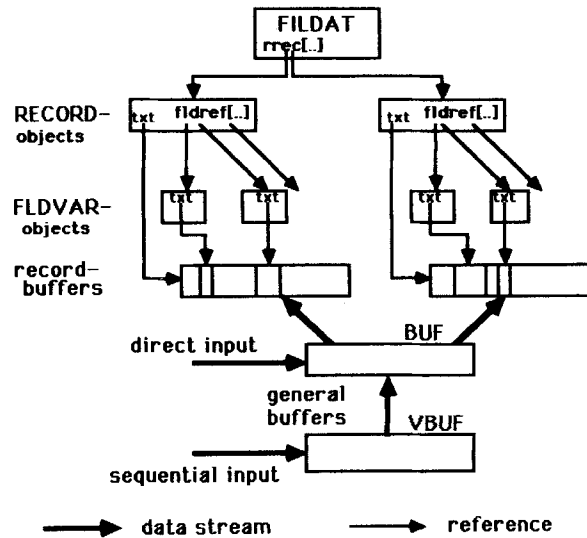 FILDAT
rrec[..]
RECORD-
objects
txt fldref[..]
txt fldref[..]
FLDVAR-
objects
txt
txt
txt
txt
record-
buffers
BUF
direct input
general
buffers
VBUF
sequential input
data stream
reference